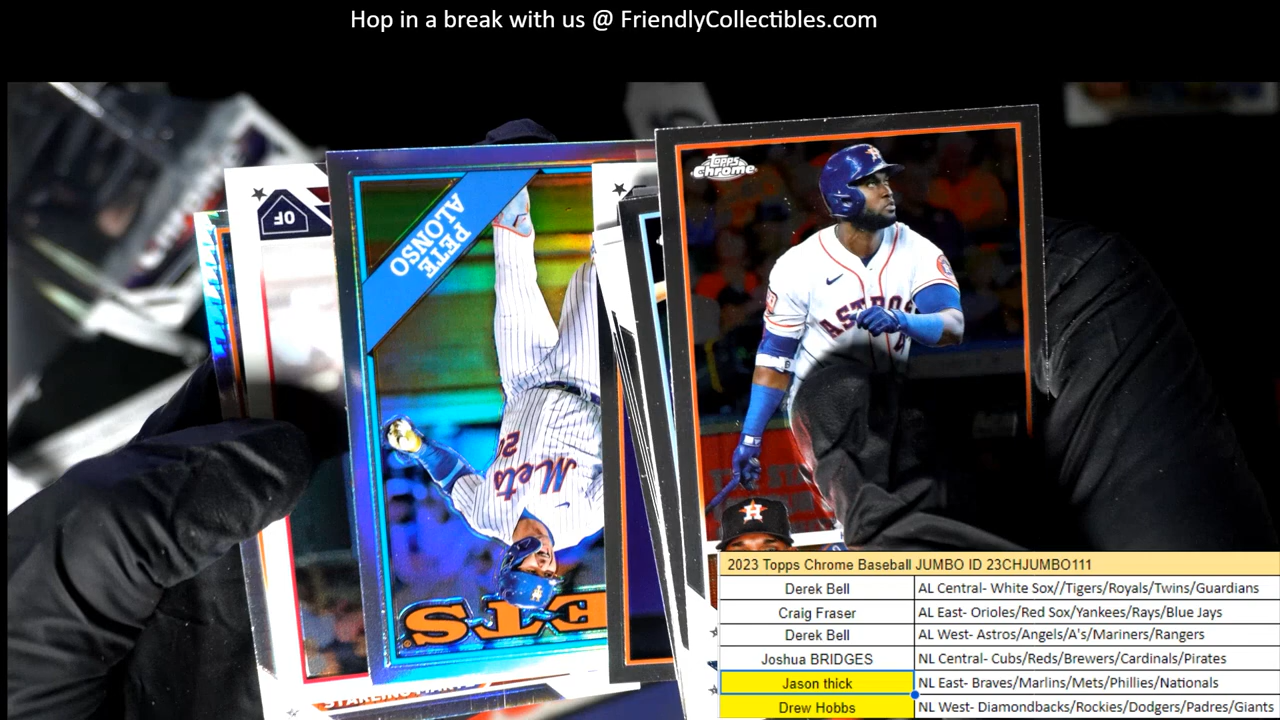 Hop in a break with us @ FriendlyCollectibles.com
OF
PETE
ALONSO
Topps
Chrome
ASTROS
Mets
20
ETS
2023 Topps Chrome Baseball JUMBO ID 23CHJUMBO111
Derek Bell AL Central- White Sox//Tigers/Royals/Twins/Guardians
Craig Fraser AL East- Orioles/Red Sox/Yankees/Rays/Blue Jays
Derek Bell AL West- Astros/Angels/A's/Mariners/Rangers
Joshua BRIDGES NL Central- Cubs/Reds/Brewers/Cardinals/Pirates
Jason thick NL East- Braves/Marlins/Mets/Phillies/Nationals
Drew Hobbs NL West- Diamondbacks/Rockies/Dodgers/Padres/Giants